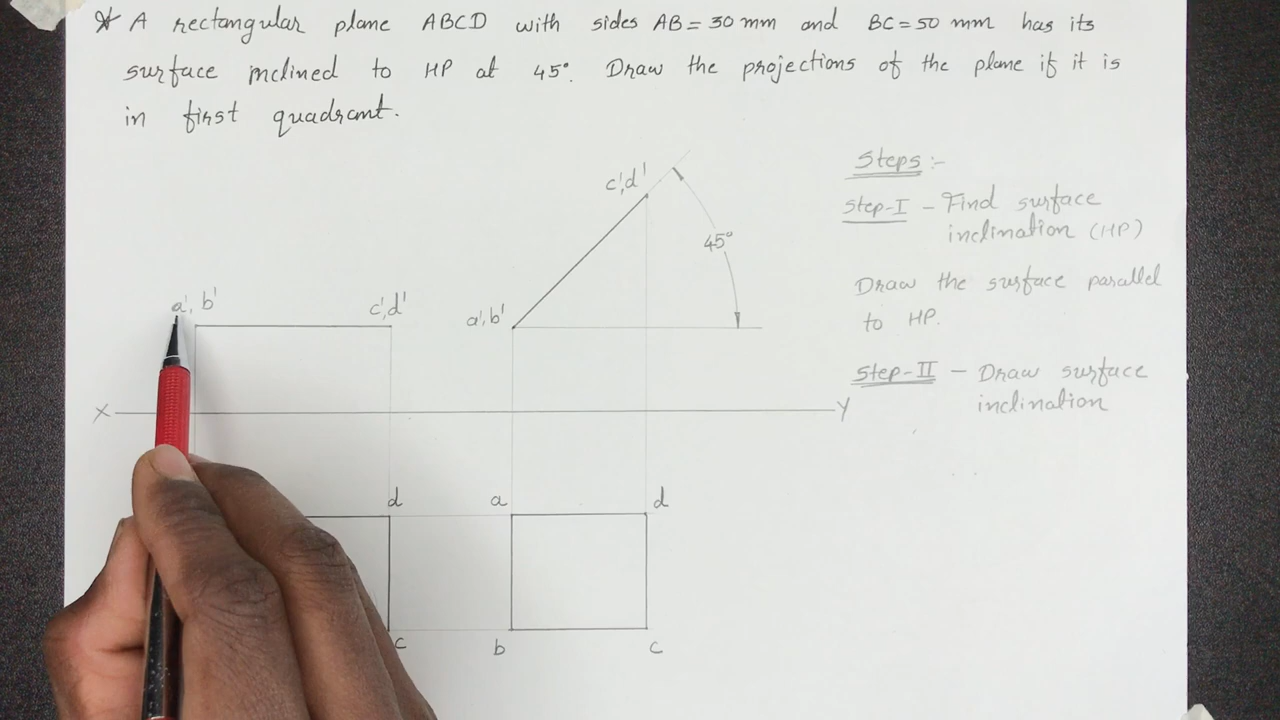 A rectangular plane ABCD with sides AB = 30 mm and BC = 50 mm has its
surface inclined to HP at 45°. Draw the projections of the plane if it is
in first quadrant.
Steps :-
Step-I - Find surface
inclination (HP)
Draw the surface parallel
to HP.
Step-II - Draw surface
inclination
c',d'
45°
a', b'
c',d'
a',b'
X
Y
d
a
d
c
b
c